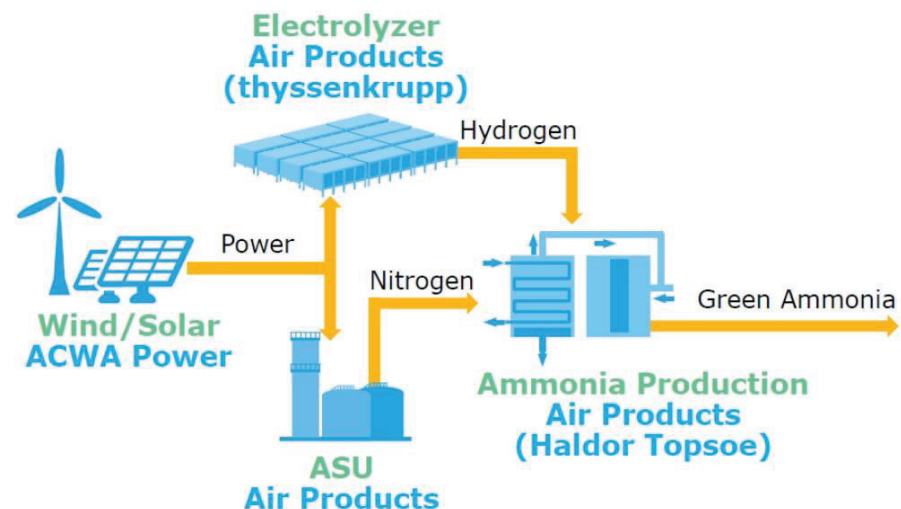 Electrolyzer
Air Products
(thyssenkrupp)
Hydrogen
Power
Nitrogen
Wind/Solar
ACWA Power
Green Ammonia
Ammonia Production
Air Products
(Haldor Topsoe)
ASU
Air Products